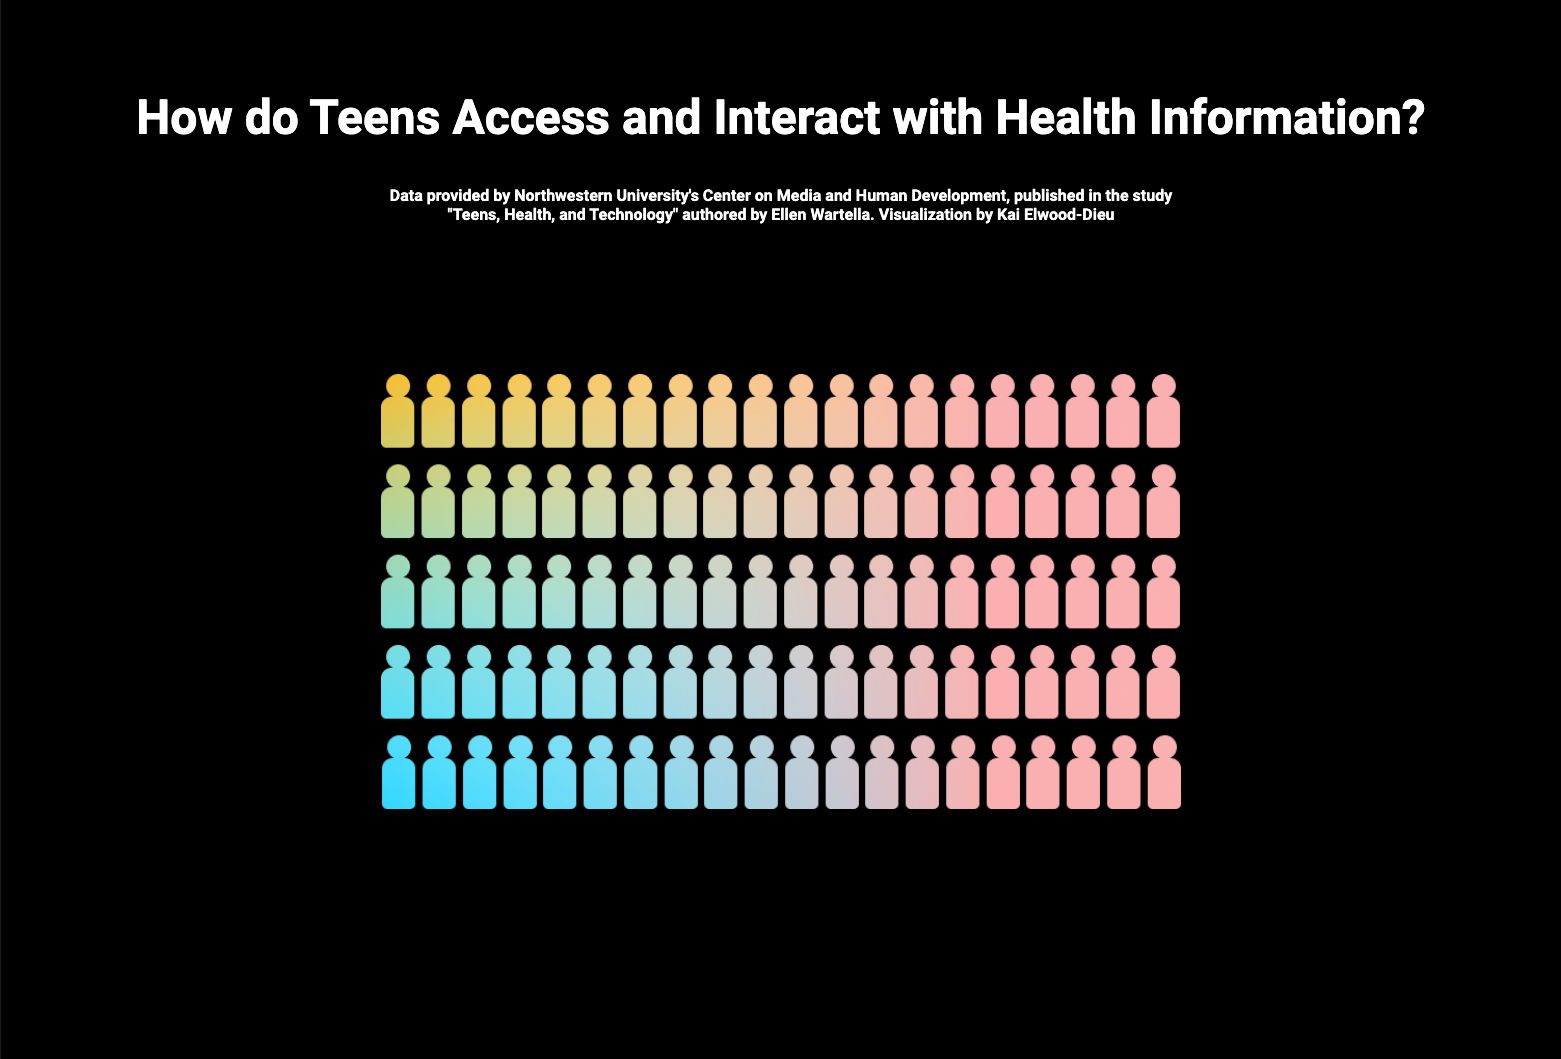 How do Teens Access and Interact with Health Information?
Data provided by Northwestern University's Center on Media and Human Development, published in the study
"Teens, Health, and Technology" authored by Ellen Wartella. Visualization by Kai Elwood-Dieu